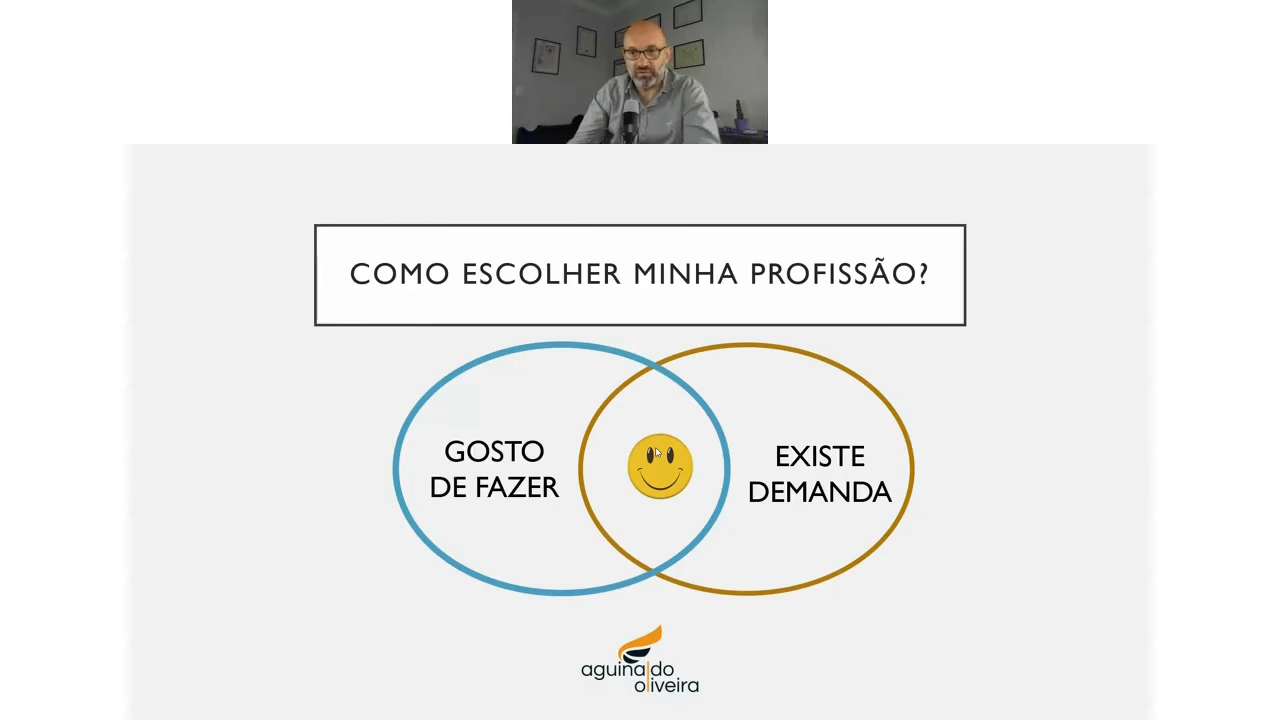 COMO ESCOLHER MINHA PROFISSÃO?
GOSTO
DE FAZER
EXISTE
DEMANDA
aguinaldo
oliveira